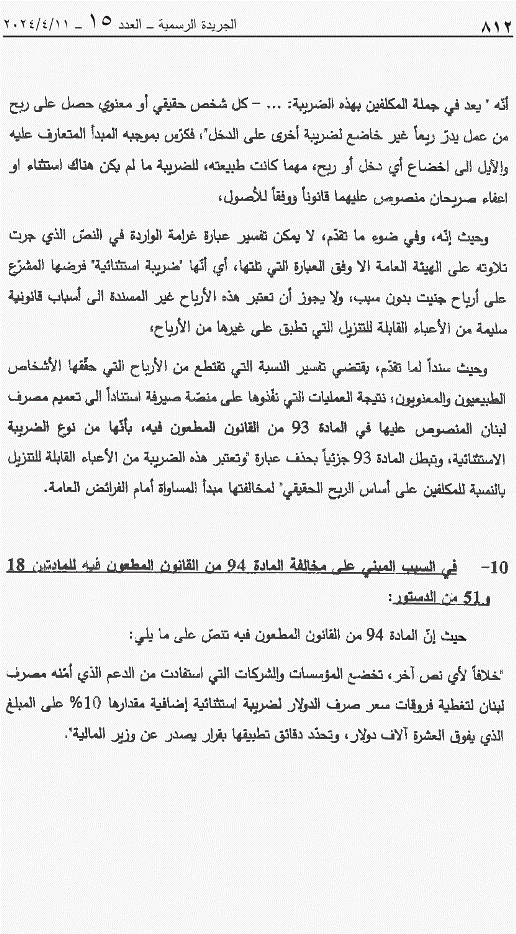 ٨١٢ الجريدة الرسمية ــ العدد ١٥ ــ ٢٠٢٤/٤/١١
أنّه " يعد في جملة المكلفين بهذه الضريبة: ... – كل شخص حقيقي أو معنوي حصل على ربح
من عمل يدرّ ريعاً غير خاضع لضريبة أخرى على الدخل"، فكرّس بموجبه المبدأ المتعارف عليه
والآيل الى اخضاع أي دخل أو ربح، مهما كانت طبيعته، للضريبة ما لم يكن هناك استثناء او
اعفاء صريحان منصوص عليهما قانوناً ووفقاً للأصول،
وحيث إنّه، وفي ضوء ما تقدّم، لا يمكن تفسير عبارة غرامة الواردة في النصّ الذي جرت
تلاوته على الهيئة العامة الا وفق العبارة التي تلتها، أي أنّها "ضريبة استثنائية" فرضها المشرّع
على أرباح جنيت بدون سبب، ولا يجوز أن تعتبر هذه الأرباح غير المسندة الى أسباب قانونية
سليمة من الأعباء القابلة للتنزيل التي تطبق على غيرها من الأرباح،
وحيث سنداً لما تقدّم، يقتضي تفسير النسبة التي تقتطع من الأرباح التي حقّقها الأشخاص
الطبيعيون والمعنويون، نتيجة العمليات التي نفّذوها على منصّة صيرفة استناداً الى تعميم مصرف
لبنان المنصوص عليها في المادة 93 من القانون المطعون فيه، بأنّها من نوع الضريبة
الاستثنائية، وتبطل المادة 93 جزئياً بحذف عبارة "وتعتبر هذه الضريبة من الأعباء القابلة للتنزيل
بالنسبة للمكلفين على أساس الربح الحقيقي" لمخالفتها مبدأ المساواة أمام الفرائض العامة.
10- في السبب المبني على مخالفة المادة 94 من القانون المطعون فيه للمادتين 18
و51 من الدستور:
حيث إنّ المادة 94 من القانون المطعون فيه تنصّ على ما يلي:
"خلافاً لأي نص آخر، تخضع المؤسسات والشركات التي استفادت من الدعم الذي أمّنه مصرف
لبنان لتغطية فروقات سعر صرف الدولار لضريبة استثنائية إضافية مقدارها 10% على المبلغ
الذي يفوق العشرة آلاف دولار، وتحدّد دقائق تطبيقها بقرار يصدر عن وزير المالية".